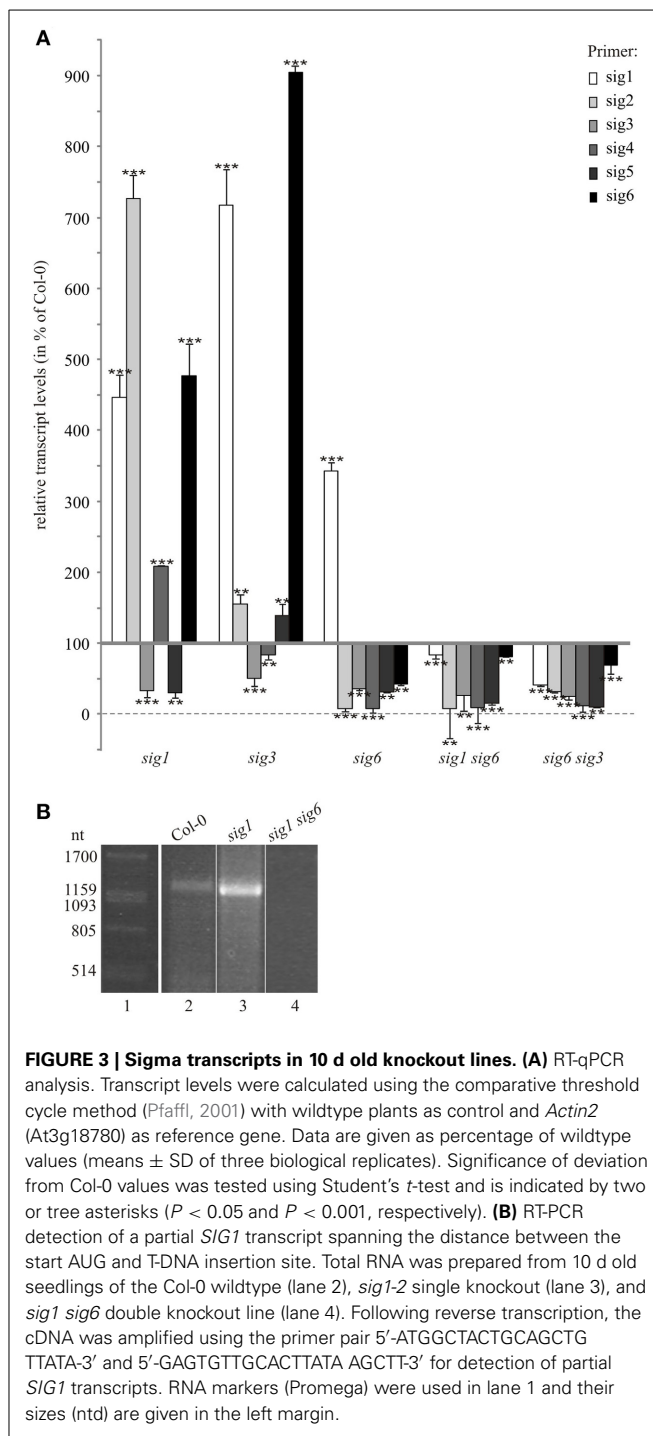 A
Primer:
sig1
sig2
sig3
sig4
sig5
sig6
relative transcript levels (in % of Col-0)
900
800
700
600
500
400
300
200
100
0
***
***
***
***
**
***
***
**
***
**
**
***
***
***
***
***
**
**
***
**
**
***
***
**
***
***
***
***
**
***
sig1
sig3
sig6
sig1 sig6
sig6 sig3
B
nt
Col-0
sig1
sig1 sig6
1700
1159
1093
805
514
1
2
3
4
FIGURE 3 | Sigma transcripts in 10 d old knockout lines. (A) RT-qPCR
analysis. Transcript levels were calculated using the comparative threshold
cycle method (Pfaffl, 2001) with wildtype plants as control and Actin2
(At3g18780) as reference gene. Data are given as percentage of wildtype
values (means ± SD of three biological replicates). Significance of deviation
from Col-0 values was tested using Student's t-test and is indicated by two
or tree asterisks (P < 0.05 and P < 0.001, respectively). (B) RT-PCR
detection of a partial SIG1 transcript spanning the distance between the
start AUG and T-DNA insertion site. Total RNA was prepared from 10 d old
seedlings of the Col-0 wildtype (lane 2), sig1-2 single knockout (lane 3), and
sig1 sig6 double knockout line (lane 4). Following reverse transcription, the
cDNA was amplified using the primer pair 5′-ATGGCTACTGCAGCTG
TTATA-3′ and 5′-GAGTGTTGCACTTATA AGCTT-3′ for detection of partial
SIG1 transcripts. RNA markers (Promega) were used in lane 1 and their
sizes (ntd) are given in the left margin.